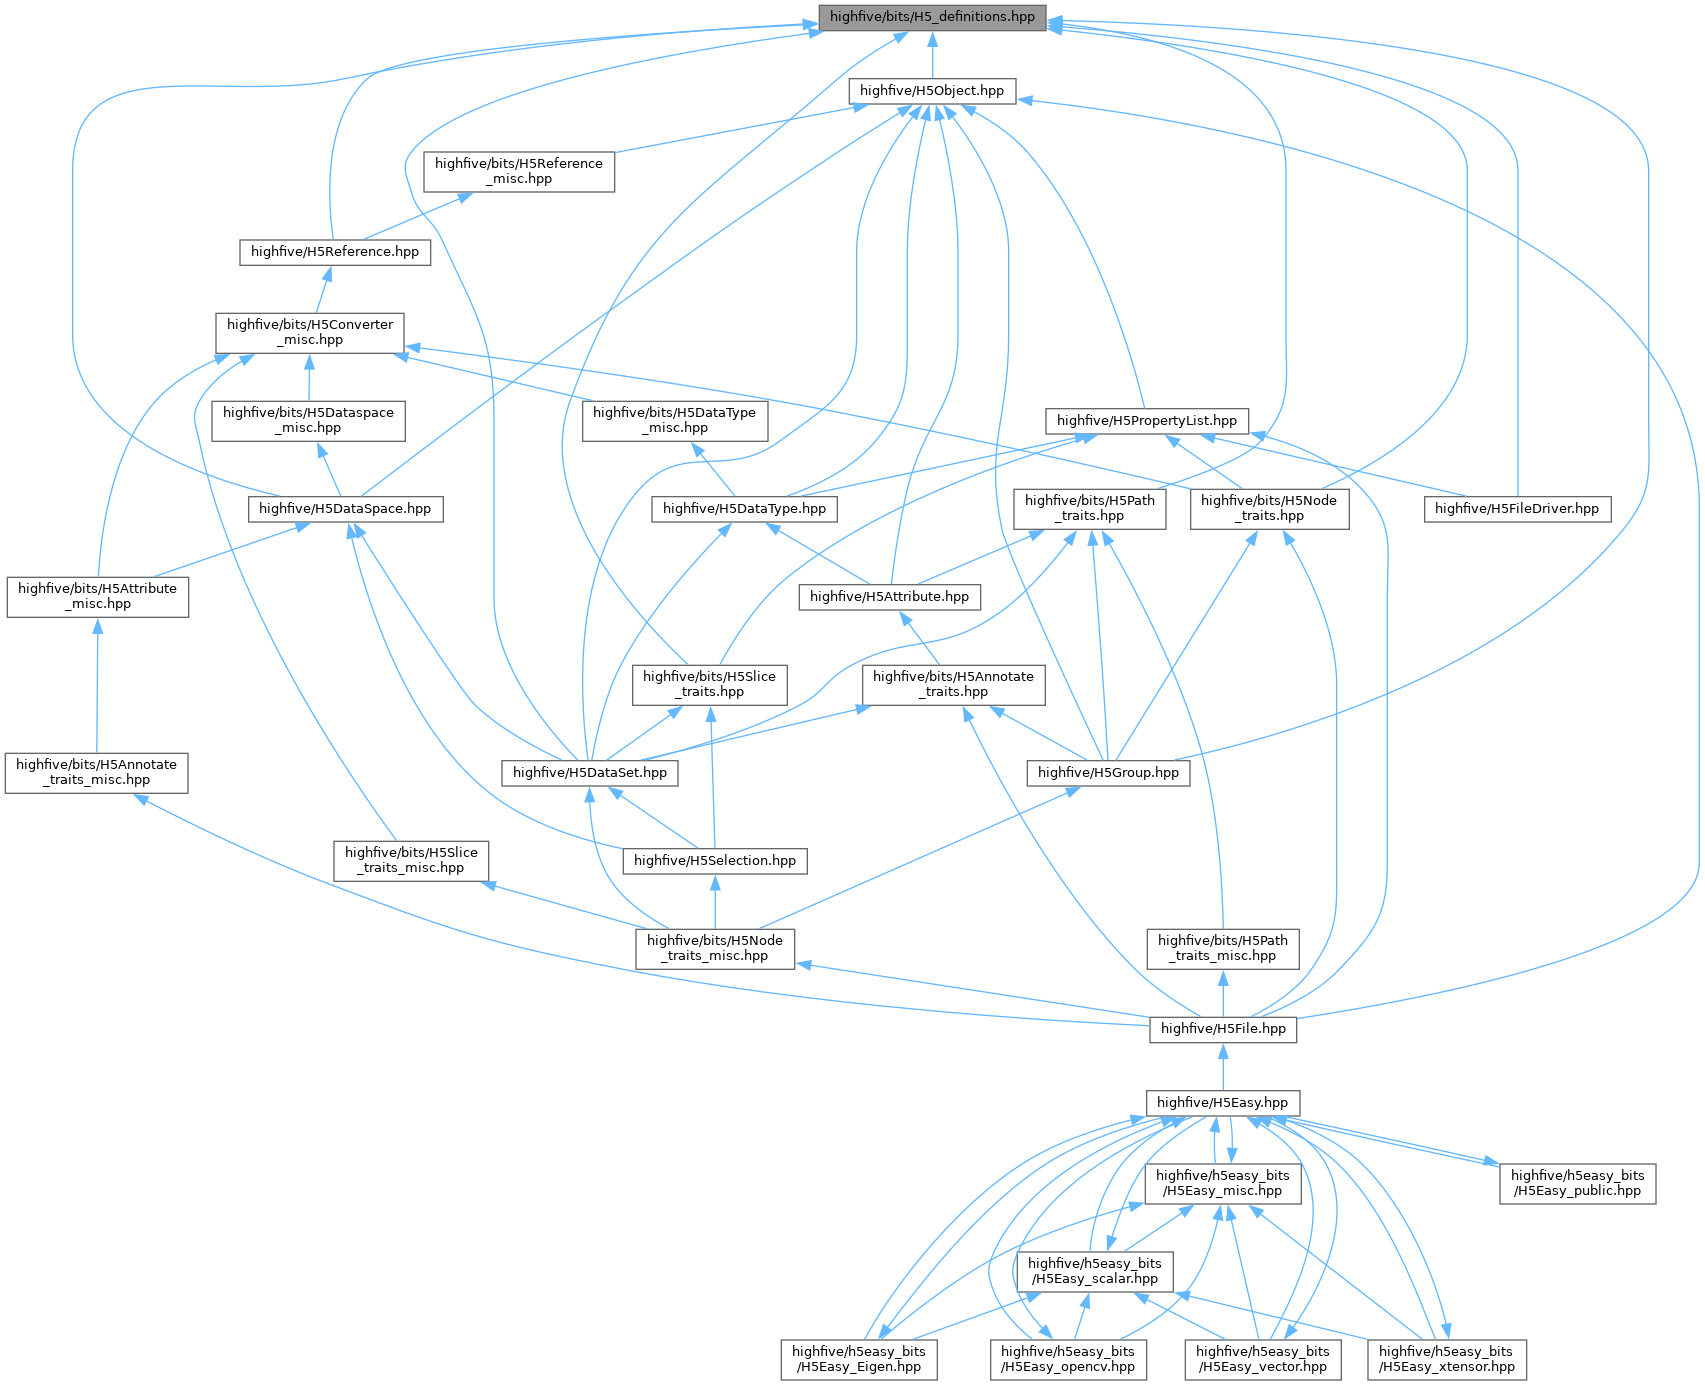 highfive/bits/H5_definitions.hpp
highfive/H5Object.hpp
highfive/bits/H5Reference
_misc.hpp
highfive/H5Reference.hpp
highfive/bits/H5Converter
_misc.hpp
highfive/bits/H5Dataspace
_misc.hpp
highfive/bits/H5DataType
_misc.hpp
highfive/H5PropertyList.hpp
highfive/H5DataSpace.hpp
highfive/H5DataType.hpp
highfive/bits/H5Path
_traits.hpp
highfive/bits/H5Node
_traits.hpp
highfive/H5FileDriver.hpp
highfive/bits/H5Attribute
_misc.hpp
highfive/H5Attribute.hpp
highfive/bits/H5Slice
_traits.hpp
highfive/bits/H5Annotate
_traits.hpp
highfive/bits/H5Annotate
_traits_misc.hpp
highfive/H5DataSet.hpp
highfive/H5Group.hpp
highfive/bits/H5Slice
_traits_misc.hpp
highfive/H5Selection.hpp
highfive/bits/H5Node
_traits_misc.hpp
highfive/bits/H5Path
_traits_misc.hpp
highfive/H5File.hpp
highfive/H5Easy.hpp
highfive/h5easy_bits
/H5Easy_misc.hpp
highfive/h5easy_bits
/H5Easy_public.hpp
highfive/h5easy_bits
/H5Easy_scalar.hpp
highfive/h5easy_bits
/H5Easy_Eigen.hpp
highfive/h5easy_bits
/H5Easy_opencv.hpp
highfive/h5easy_bits
/H5Easy_vector.hpp
highfive/h5easy_bits
/H5Easy_xtensor.hpp